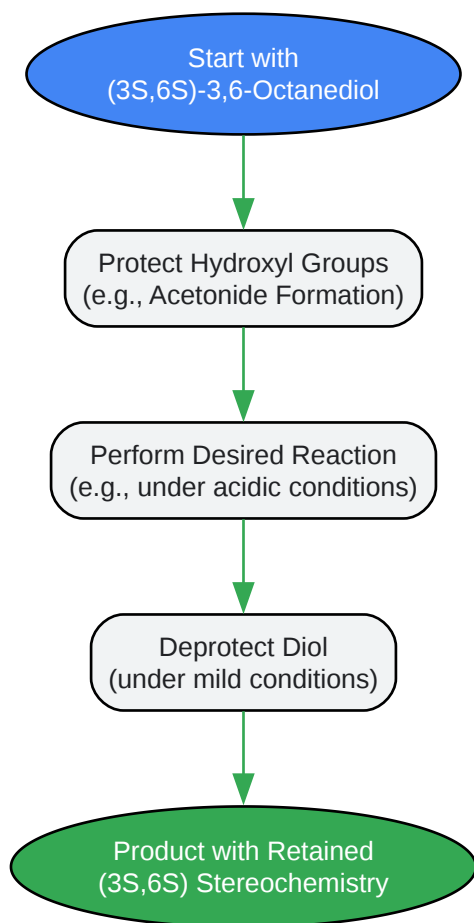 Start with
(3S,6S)-3,6-Octanediol
Protect Hydroxyl Groups
(e.g., Acetonide Formation)
Perform Desired Reaction
(e.g., under acidic conditions)
Deprotect Diol
(under mild conditions)
Product with Retained
(3S,6S) Stereochemistry